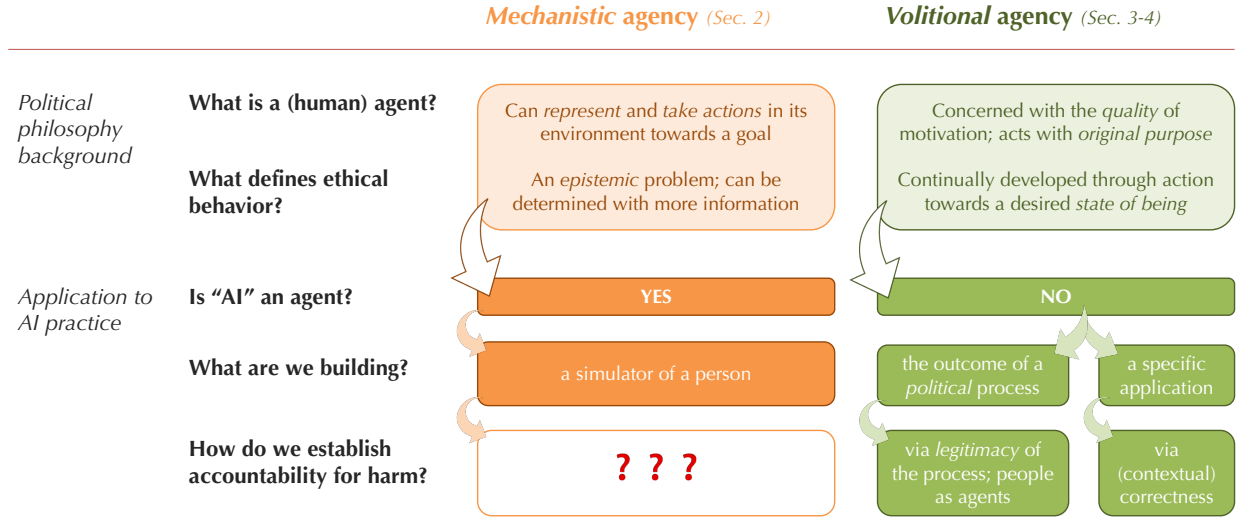 Mechanistic agency (Sec. 2)
Volitional agency (Sec. 3-4)
Political
philosophy
background
What is a (human) agent?
Can represent and take actions in its
environment towards a goal
Concerned with the quality of
motivation; acts with original purpose
What defines ethical
behavior?
An epistemic problem; can be
determined with more information
Continually developed through action
towards a desired state of being
Application to
AI practice
Is “AI” an agent?
YES
NO
What are we building?
a simulator of a person
the outcome of a
political process
a specific
application
How do we establish
accountability for harm?
? ? ?
via legitimacy of
the process; people
as agents
via
(contextual)
correctness